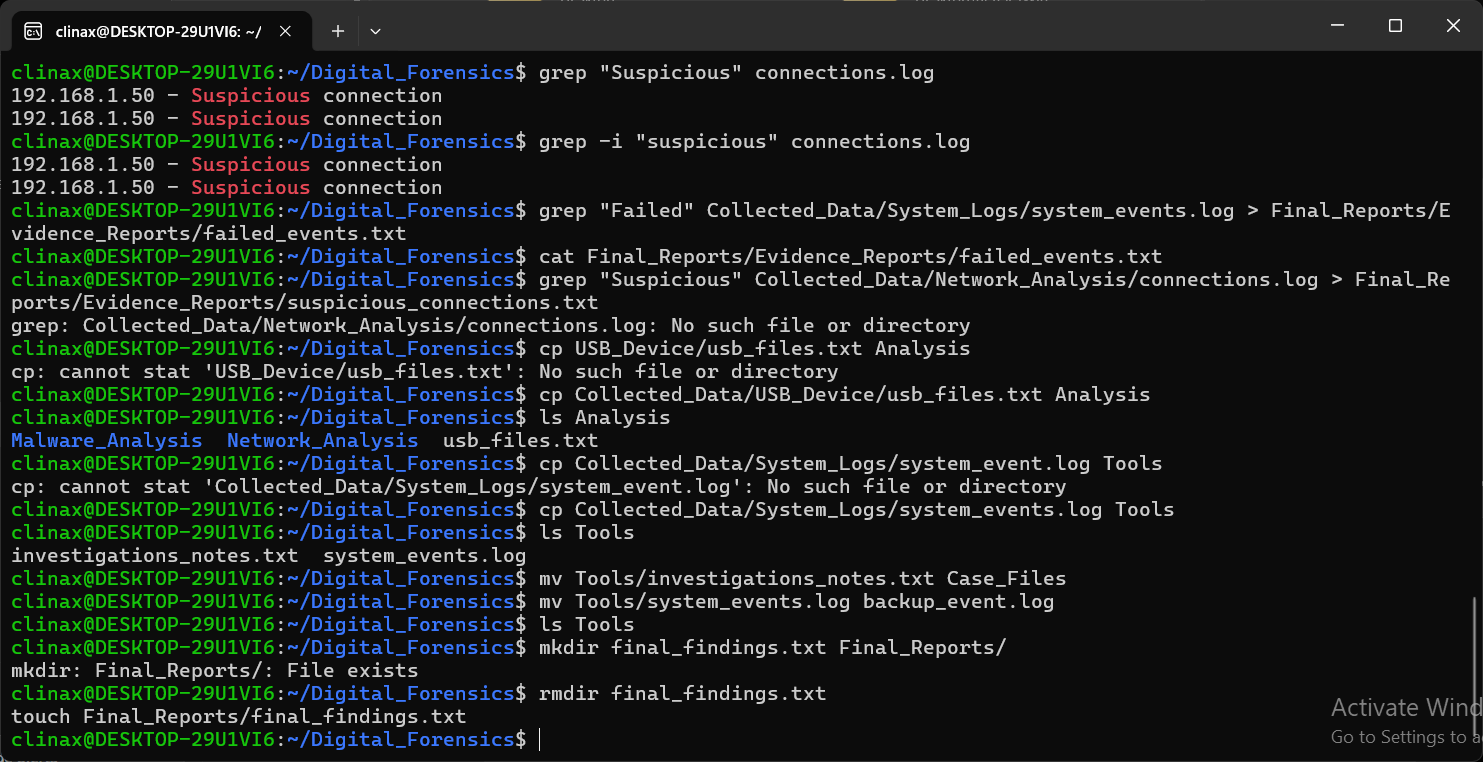 clinax@DESKTOP-29U1VI6: ~/
clinax@DESKTOP-29U1VI6:~/Digital_Forensics$ grep "Suspicious" connections.log
192.168.1.50 - Suspicious connection
192.168.1.50 - Suspicious connection
clinax@DESKTOP-29U1VI6:~/Digital_Forensics$ grep -i "suspicious" connections.log
192.168.1.50 - Suspicious connection
192.168.1.50 - Suspicious connection
clinax@DESKTOP-29U1VI6:~/Digital_Forensics$ grep "Failed" Collected_Data/System_Logs/system_events.log > Final_Reports/E
vidence_Reports/failed_events.txt
clinax@DESKTOP-29U1VI6:~/Digital_Forensics$ cat Final_Reports/Evidence_Reports/failed_events.txt
clinax@DESKTOP-29U1VI6:~/Digital_Forensics$ grep "Suspicious" Collected_Data/Network_Analysis/connections.log > Final_Re
ports/Evidence_Reports/suspicious_connections.txt
grep: Collected_Data/Network_Analysis/connections.log: No such file or directory
clinax@DESKTOP-29U1VI6:~/Digital_Forensics$ cp USB_Device/usb_files.txt Analysis
cp: cannot stat 'USB_Device/usb_files.txt': No such file or directory
clinax@DESKTOP-29U1VI6:~/Digital_Forensics$ cp Collected_Data/USB_Device/usb_files.txt Analysis
clinax@DESKTOP-29U1VI6:~/Digital_Forensics$ ls Analysis
Malware_Analysis  Network_Analysis  usb_files.txt
clinax@DESKTOP-29U1VI6:~/Digital_Forensics$ cp Collected_Data/System_Logs/system_event.log Tools
cp: cannot stat 'Collected_Data/System_Logs/system_event.log': No such file or directory
clinax@DESKTOP-29U1VI6:~/Digital_Forensics$ cp Collected_Data/System_Logs/system_events.log Tools
clinax@DESKTOP-29U1VI6:~/Digital_Forensics$ ls Tools
investigations_notes.txt  system_events.log
clinax@DESKTOP-29U1VI6:~/Digital_Forensics$ mv Tools/investigations_notes.txt Case_Files
clinax@DESKTOP-29U1VI6:~/Digital_Forensics$ mv Tools/system_events.log backup_event.log
clinax@DESKTOP-29U1VI6:~/Digital_Forensics$ ls Tools
clinax@DESKTOP-29U1VI6:~/Digital_Forensics$ mkdir final_findings.txt Final_Reports/
mkdir: Final_Reports/: File exists
clinax@DESKTOP-29U1VI6:~/Digital_Forensics$ rmdir final_findings.txt
touch Final_Reports/final_findings.txt
clinax@DESKTOP-29U1VI6:~/Digital_Forensics$
Activate Wind
Go to Settings to a